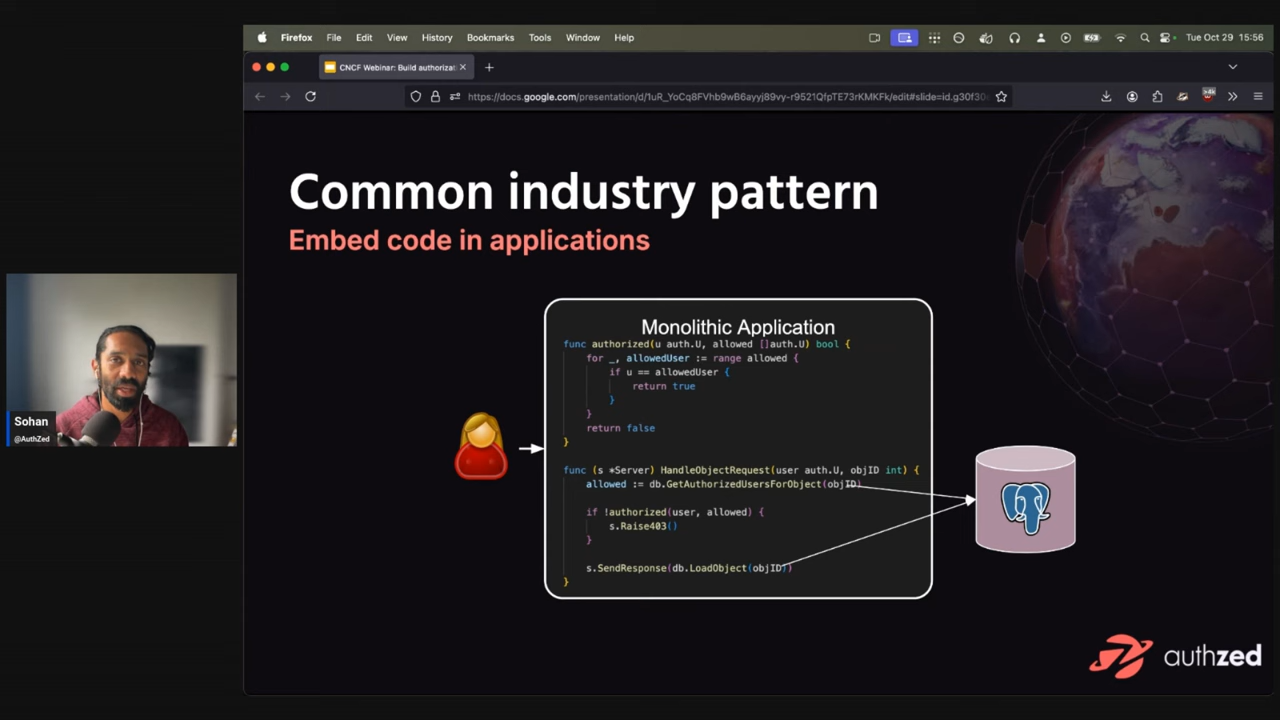 Firefox File Edit View History Bookmarks Tools Window Help Tue Oct 29 15:56
CNCF Webinar: Build authorizat
https://docs.google.com/presentation/d/1uR_YoCq8FVhb9wB6ayyj89vy-r9521QfpTE73rKMKFk/edit#slide=id.g30f30
Common industry pattern
Embed code in applications
Monolithic Application
func authorized(u auth.U, allowed []auth.U) bool {
for _, allowedUser := range allowed {
if u == allowedUser {
return true
}
}
return false
}
func (s *Server) HandleObjectRequest(user auth.U, objID int) {
allowed := db.GetAuthorizedUsersForObject(objID)
if !authorized(user, allowed) {
s.Raise403()
}
s.SendResponse(db.LoadObject(objID))
}
Sohan
@AuthZed
authzed